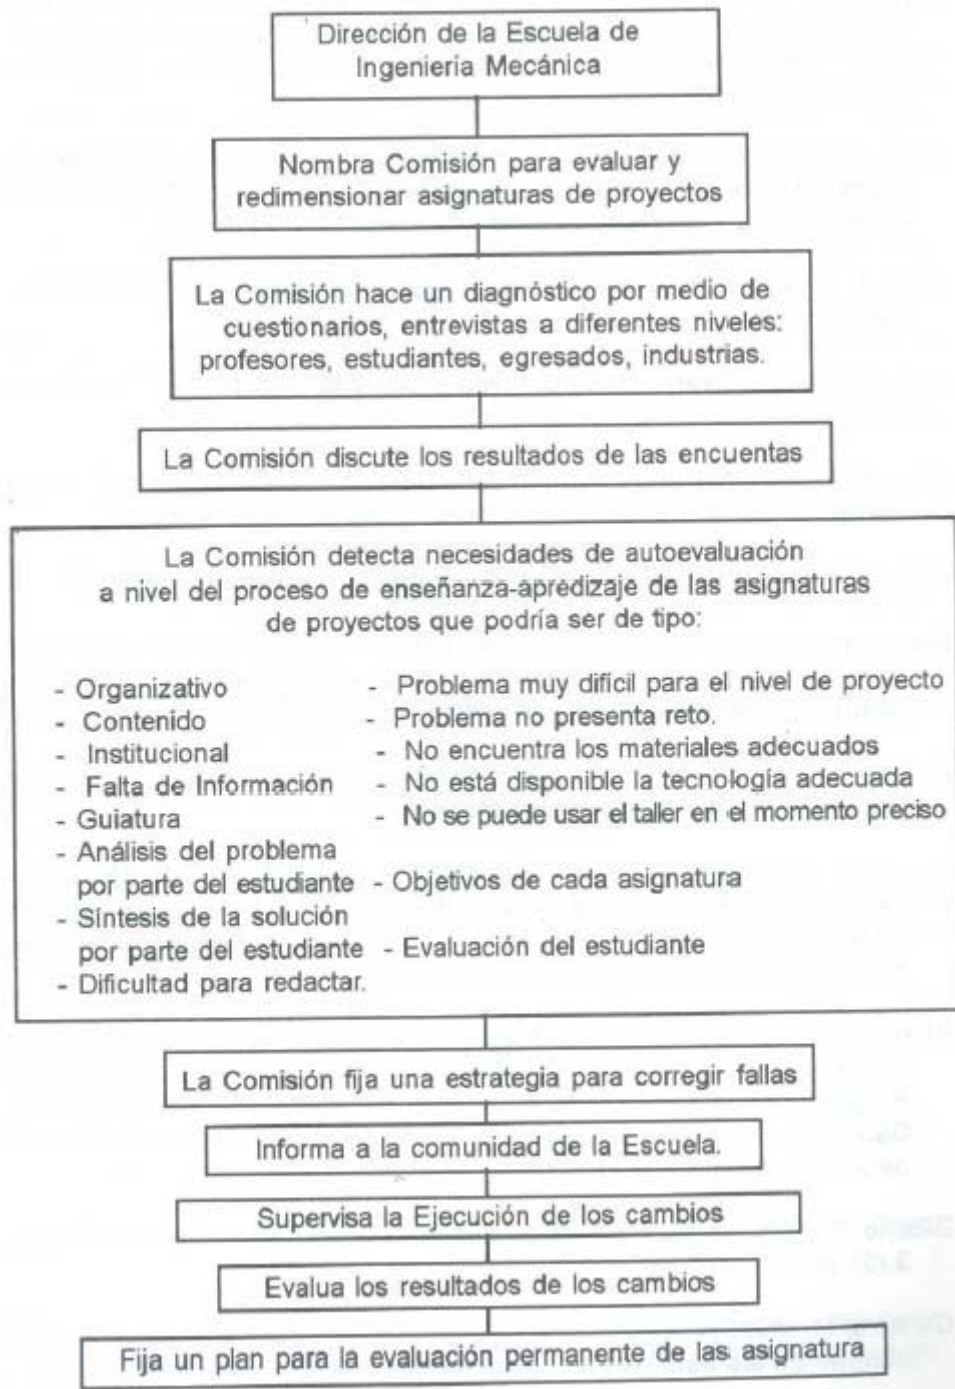 Dirección de la Escuela de
Ingenieria Mecánica
Nombra Comisión para evaluar y
redimensionar asignaturas de proyectos
La Comisión hace un diagnóstico por medio de
cuestionarios, entrevistas a diferentes niveles:
profesores, estudiantes, egresados, industrias.
La Comisión discute los resultados de las encuentas
La Comisión detecta necesidades de autoevaluación
a nivel del proceso de enseñanza-apredizaje de las asignaturas
de proyectos que podría ser de tipo:
- Organizativo - Problema muy dificil para el nivel de proyecto
- Contenido - Problema no presenta reto.
- Institucional - No encuentra los materiales adecuados
- Falta de Información - No está disponible la tecnología adecuada
- Guiatura - No se puede usar el taller en el momento preciso
- Análisis del problema
por parte del estudiante - Objetivos de cada asignatura
- Síntesis de la solución
por parte del estudiante - Evaluación del estudiante
- Dificultad para redactar.
La Comisión fija una estrategia para corregir fallas
Informa a la comunidad de la Escuela.
Supervisa la Ejecución de los cambios
Evalua los resultados de los cambios
Fija un plan para la evaluación permanente de las asignatura